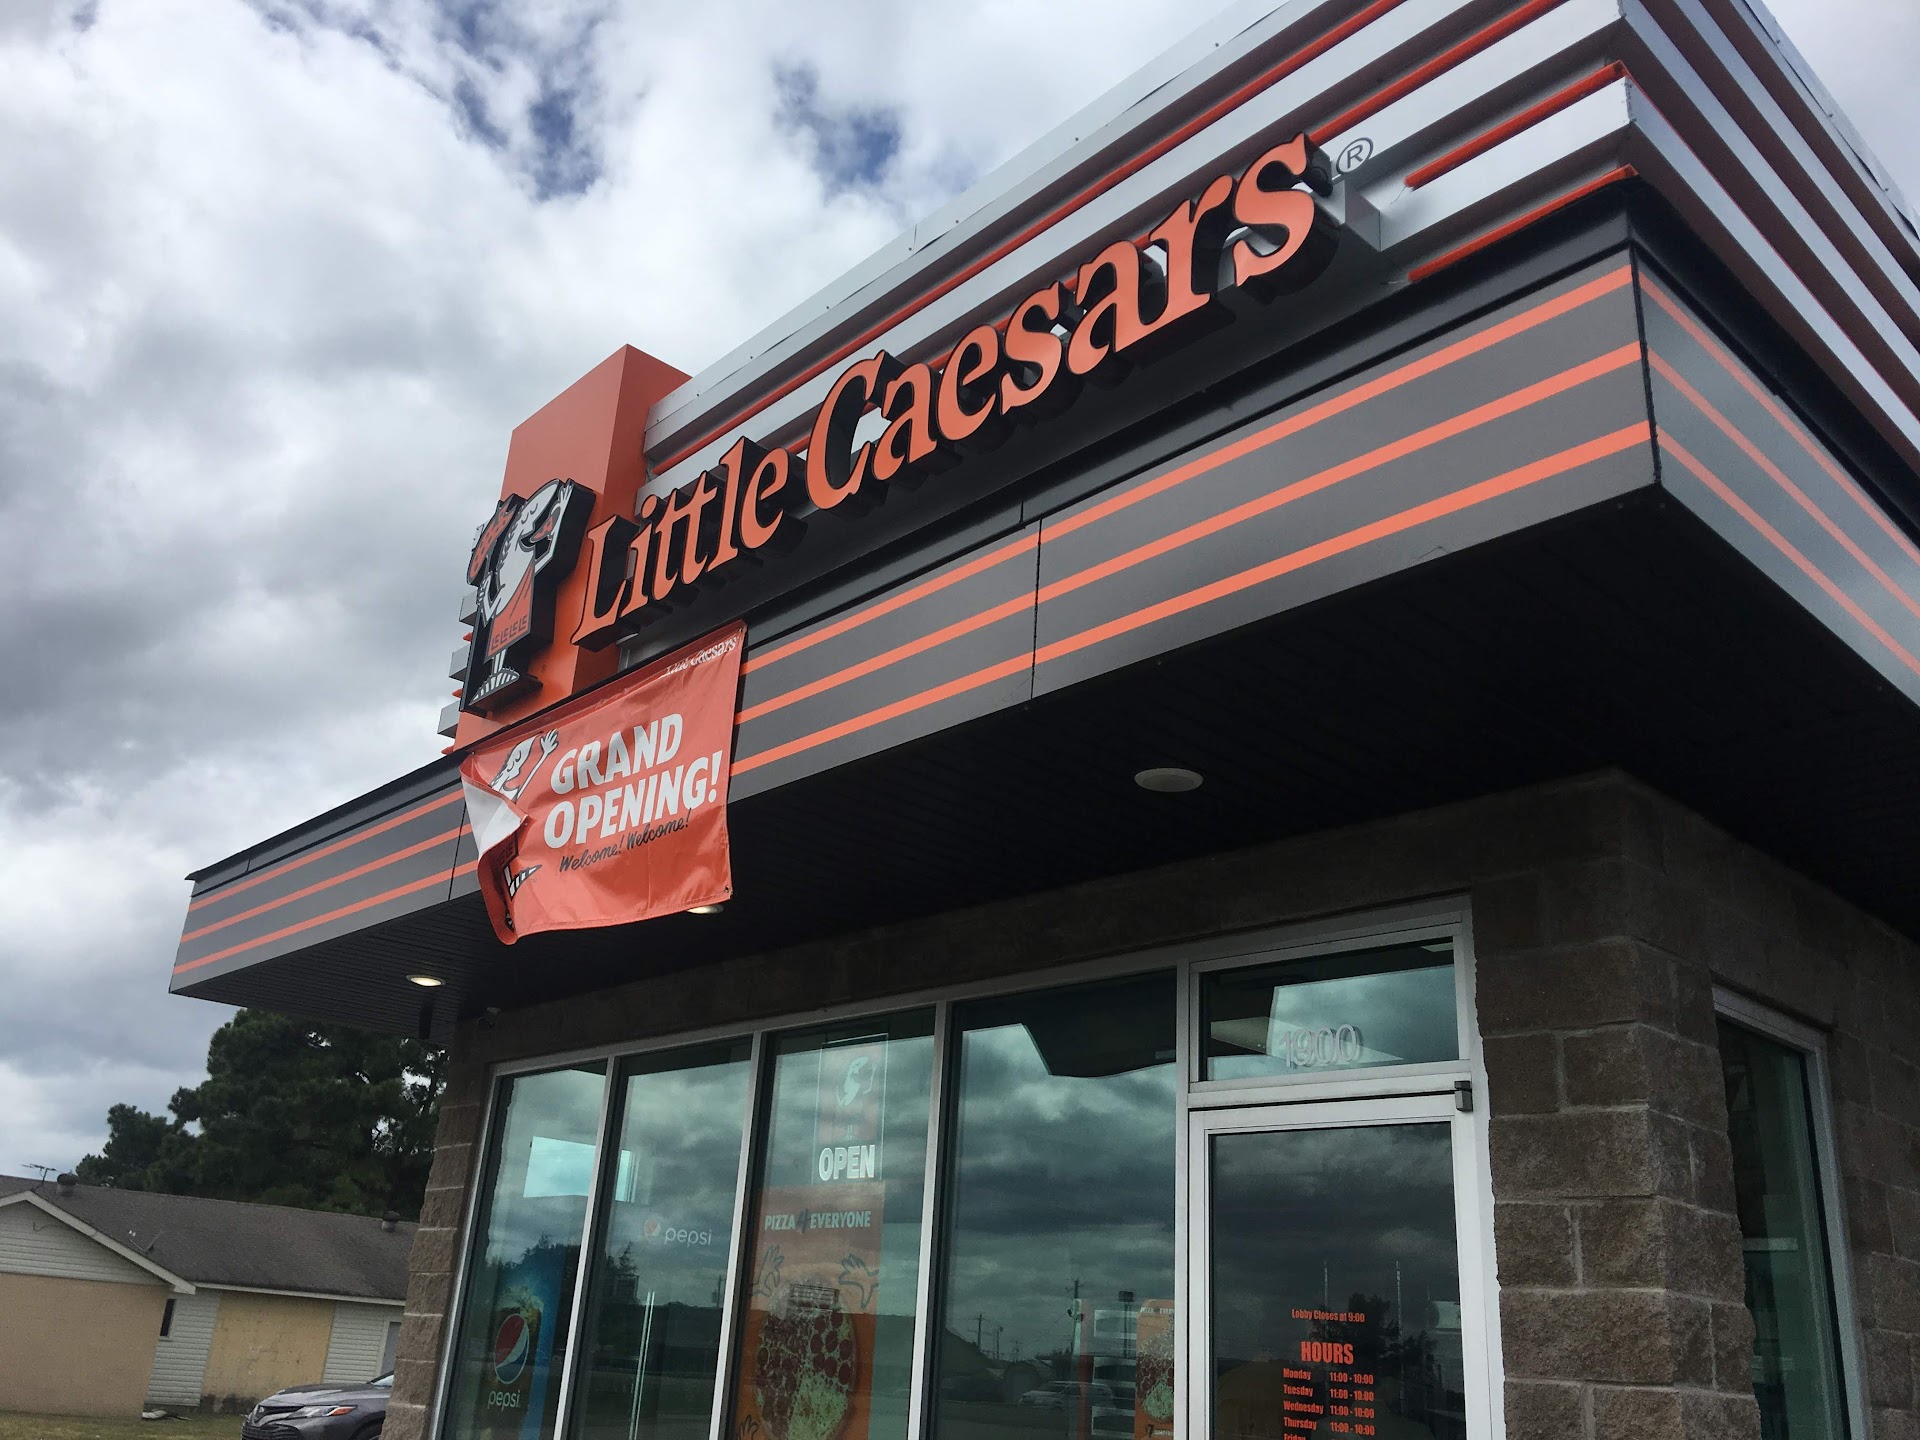 Little Caesars®
LELELELE
Little Caesars
GRAND
OPENING!
Welcome! Welcome!
1900
OPEN
PIZZA 4 EVERYONE
pepsi
pepsi
Lobby Closes at 9:00
HOURS
Monday 11:00 - 10:00
Tuesday 11:00 - 10:00
Wednesday 11:00 - 10:00
Thursday 11:00 - 10:00
Friday